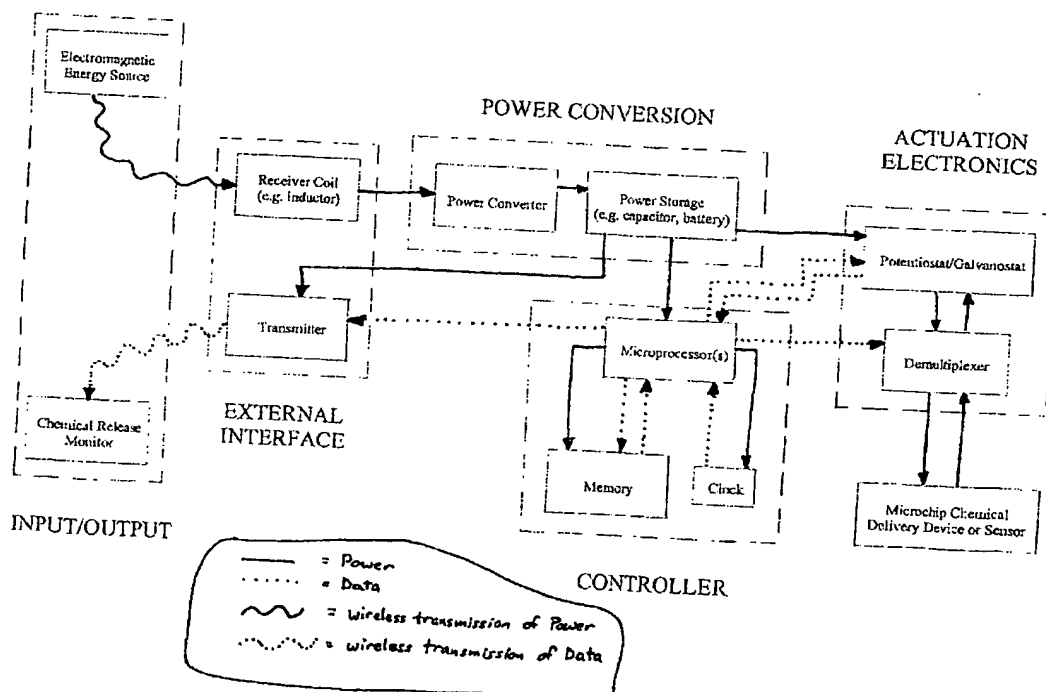 Electromagnetic
Energy Source
POWER CONVERSION
ACTUATION
ELECTRONICS
Receiver Coil
(e.g. inductor)
Power Converter
Power Storage
(e.g. capacitor, battery)
Potentiostat/Galvanostat
Transmitter
Microprocessor(s)
Demultiplexer
Chemical Release
Monitor
EXTERNAL
INTERFACE
Memory
Clock
Microchip Chemical
Delivery Device or Sensor
INPUT/OUTPUT
CONTROLLER
= Power
= Data
= wireless transmission of Power
= wireless transmission of Data